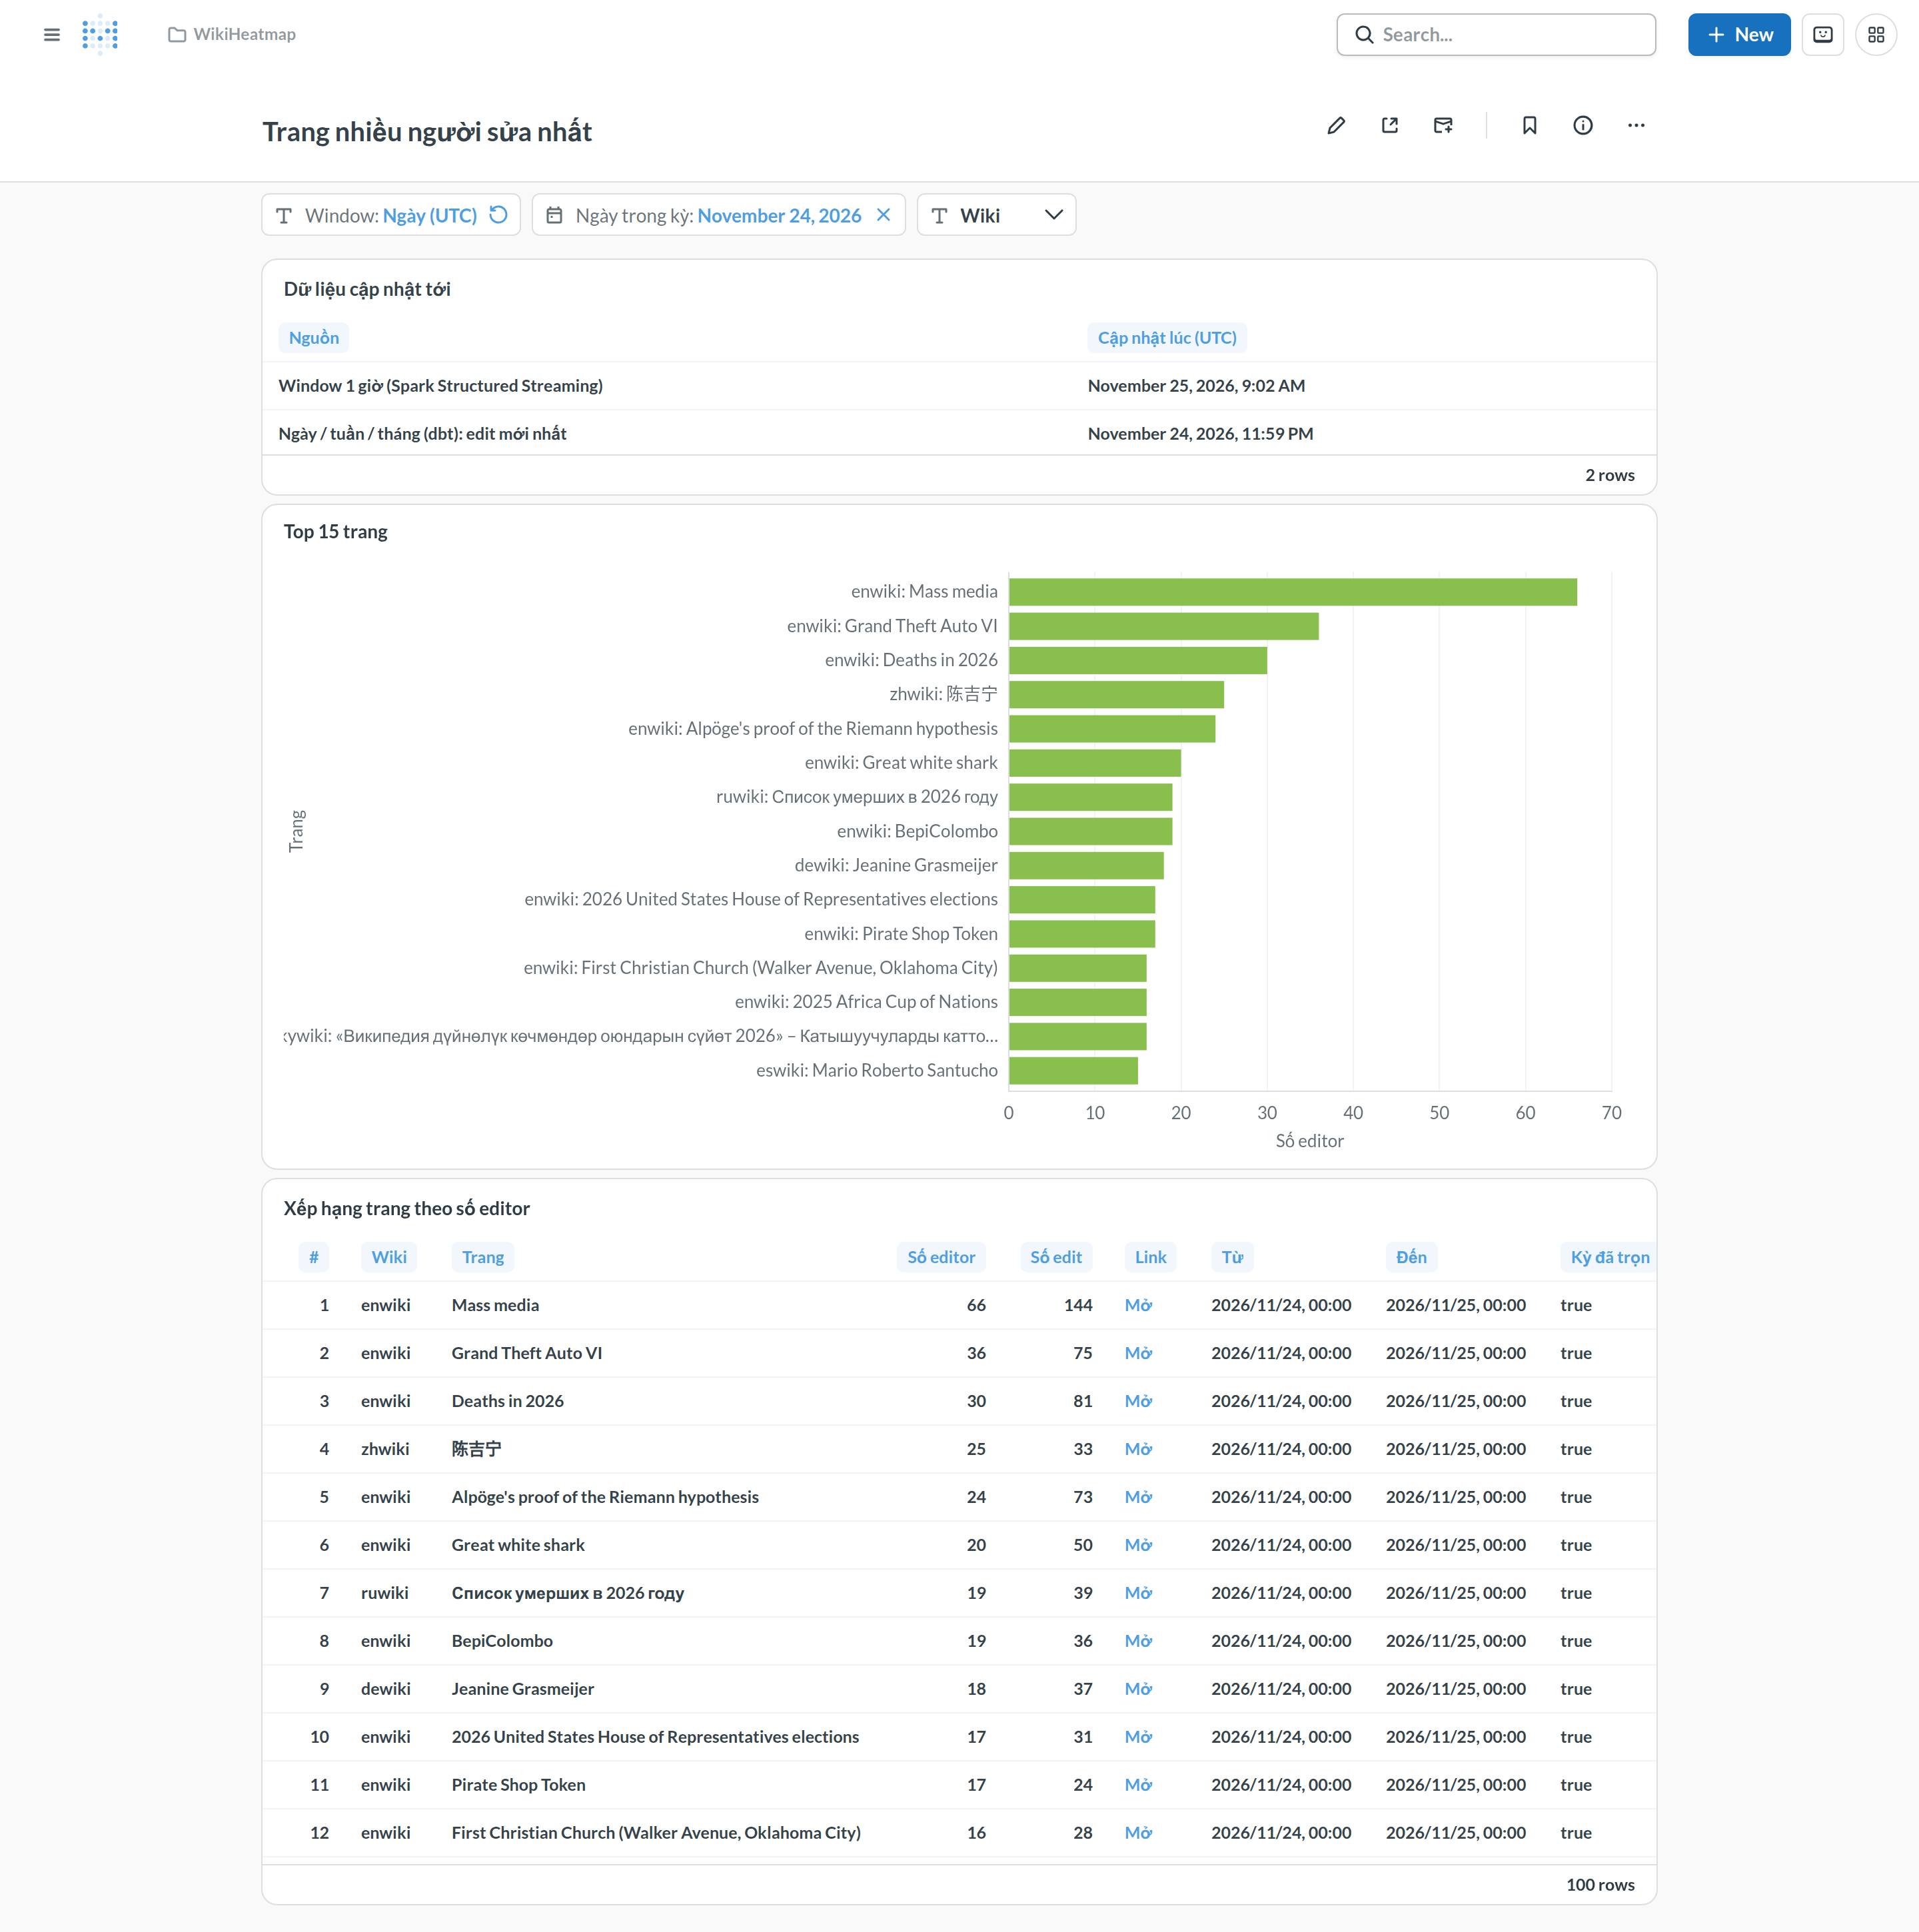 WikiHeatmap
Search...
New
Trang nhiều người sửa nhất
Window: Ngày (UTC)
Ngày trong kỳ: November 24, 2026
Wiki
Dữ liệu cập nhật tới
Nguồn Cập nhật lúc (UTC)
Window 1 giờ (Spark Structured Streaming) November 25, 2026, 9:02 AM
Ngày / tuần / tháng (dbt): edit mới nhất November 24, 2026, 11:59 PM
2 rows
Top 15 trang
Trang
enwiki: Mass media
enwiki: Grand Theft Auto VI
enwiki: Deaths in 2026
zhwiki: 陈吉宁
enwiki: Alpöge's proof of the Riemann hypothesis
enwiki: Great white shark
ruwiki: Список умерших в 2026 году
enwiki: BepiColombo
dewiki: Jeanine Grasmeijer
enwiki: 2026 United States House of Representatives elections
enwiki: Pirate Shop Token
enwiki: First Christian Church (Walker Avenue, Oklahoma City)
enwiki: 2025 Africa Cup of Nations
kywiki: «Википедия дүйнөлүк көчмөндөр оюндарын сүйөт 2026» – Катышуучуларды катто...
eswiki: Mario Roberto Santucho
0 10 20 30 40 50 60 70
Số editor
Xếp hạng trang theo số editor
# Wiki Trang Số editor Số edit Link Từ Đến Kỳ đã trọn
1 enwiki Mass media 66 144 Mở 2026/11/24, 00:00 2026/11/25, 00:00 true
2 enwiki Grand Theft Auto VI 36 75 Mở 2026/11/24, 00:00 2026/11/25, 00:00 true
3 enwiki Deaths in 2026 30 81 Mở 2026/11/24, 00:00 2026/11/25, 00:00 true
4 zhwiki 陈吉宁 25 33 Mở 2026/11/24, 00:00 2026/11/25, 00:00 true
5 enwiki Alpöge's proof of the Riemann hypothesis 24 73 Mở 2026/11/24, 00:00 2026/11/25, 00:00 true
6 enwiki Great white shark 20 50 Mở 2026/11/24, 00:00 2026/11/25, 00:00 true
7 ruwiki Список умерших в 2026 году 19 39 Mở 2026/11/24, 00:00 2026/11/25, 00:00 true
8 enwiki BepiColombo 19 36 Mở 2026/11/24, 00:00 2026/11/25, 00:00 true
9 dewiki Jeanine Grasmeijer 18 37 Mở 2026/11/24, 00:00 2026/11/25, 00:00 true
10 enwiki 2026 United States House of Representatives elections 17 31 Mở 2026/11/24, 00:00 2026/11/25, 00:00 true
11 enwiki Pirate Shop Token 17 24 Mở 2026/11/24, 00:00 2026/11/25, 00:00 true
12 enwiki First Christian Church (Walker Avenue, Oklahoma City) 16 28 Mở 2026/11/24, 00:00 2026/11/25, 00:00 true
100 rows